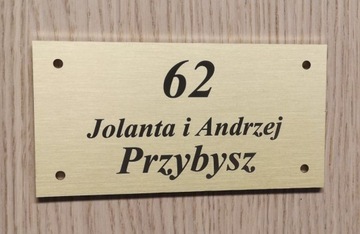 62
Jolanta i Andrzej
Przybysz